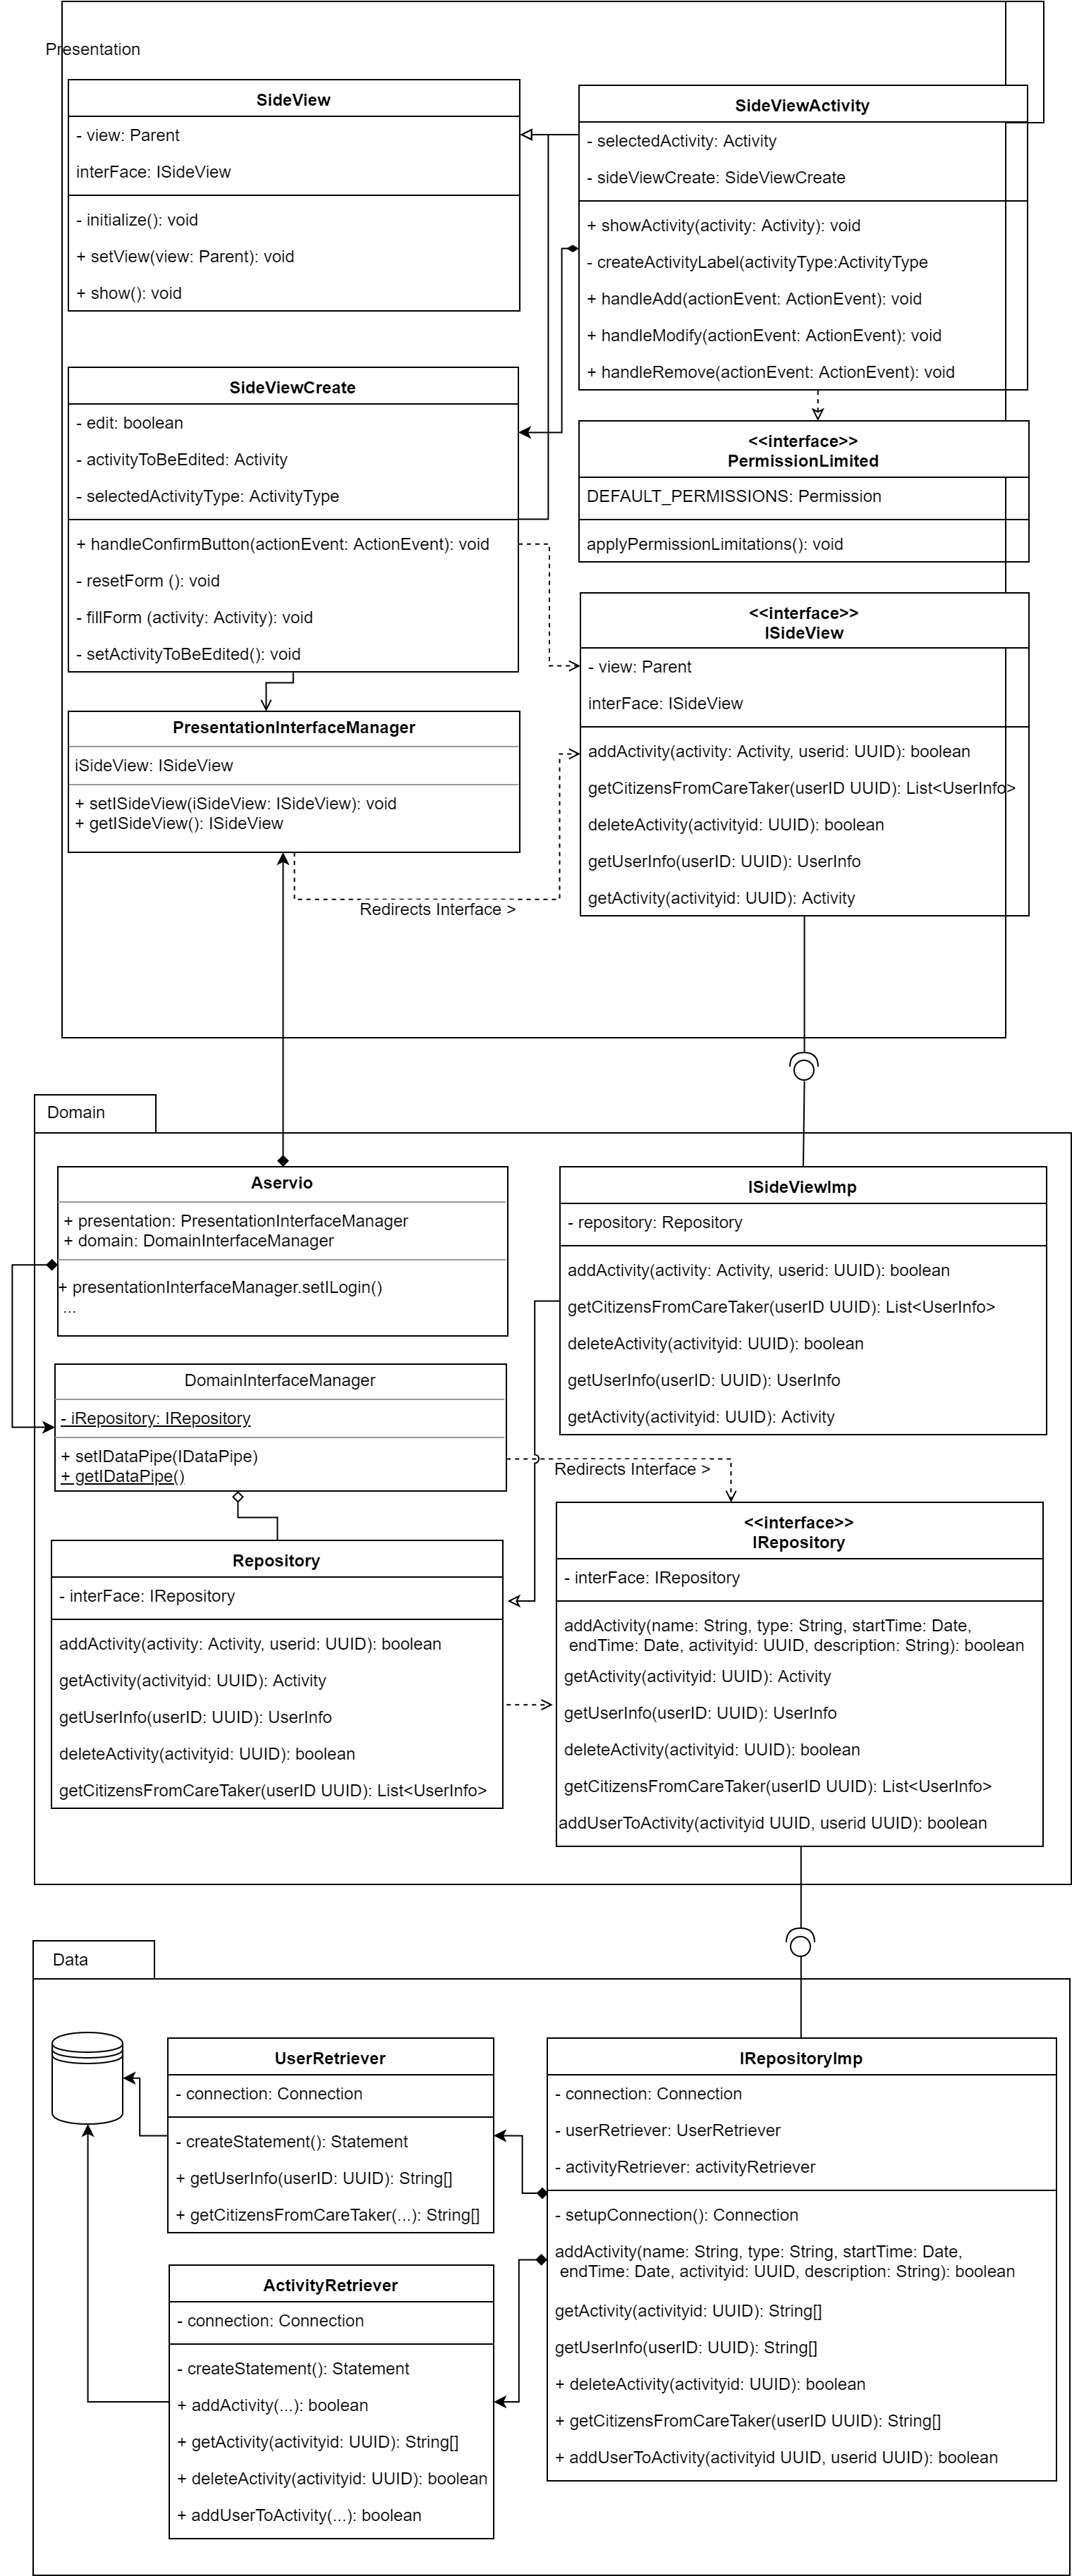 Presentation
SideView
- view: Parent
interFace: ISideView
- initialize(): void
+ setView(view: Parent): void
+ show(): void
SideViewActivity
- selectedActivity: Activity
- sideViewCreate: SideViewCreate
+ showActivity(activity: Activity): void
- createActivityLabel(activityType:ActivityType
+ handleAdd(actionEvent: ActionEvent): void
+ handleModify(actionEvent: ActionEvent): void
+ handleRemove(actionEvent: ActionEvent): void
SideViewCreate
- edit: boolean
- activityToBeEdited: Activity
- selectedActivityType: ActivityType
+ handleConfirmButton(actionEvent: ActionEvent): void
- resetForm (): void
- fillForm (activity: Activity): void
- setActivityToBeEdited(): void
<<interface>>
PermissionLimited
DEFAULT_PERMISSIONS: Permission
applyPermissionLimitations(): void
<<interface>>
ISideView
- view: Parent
interFace: ISideView
addActivity(activity: Activity, userid: UUID): boolean
getCitizensFromCareTaker(userID UUID): List<UserInfo>
deleteActivity(activityid: UUID): boolean
getUserInfo(userID: UUID): UserInfo
getActivity(activityid: UUID): Activity
PresentationInterfaceManager
iSideView: ISideView
+ setISideView(iSideView: ISideView): void
+ getISideView(): ISideView
Redirects Interface >
Domain
Aservio
+ presentation: PresentationInterfaceManager
+ domain: DomainInterfaceManager
+ presentationInterfaceManager.setILogin()
...
ISideViewImp
- repository: Repository
addActivity(activity: Activity, userid: UUID): boolean
getCitizensFromCareTaker(userID UUID): List<UserInfo>
deleteActivity(activityid: UUID): boolean
getUserInfo(userID: UUID): UserInfo
getActivity(activityid: UUID): Activity
DomainInterfaceManager
- iRepository: IRepository
+ setIDataPipe(IDataPipe)
+ getIDataPipe()
Redirects Interface >
Repository
- interFace: IRepository
addActivity(activity: Activity, userid: UUID): boolean
getActivity(activityid: UUID): Activity
getUserInfo(userID: UUID): UserInfo
deleteActivity(activityid: UUID): boolean
getCitizensFromCareTaker(userID UUID): List<UserInfo>
<<interface>>
IRepository
- interFace: IRepository
addActivity(name: String, type: String, startTime: Date,
endTime: Date, activityid: UUID, description: String): boolean
getActivity(activityid: UUID): Activity
getUserInfo(userID: UUID): UserInfo
deleteActivity(activityid: UUID): boolean
getCitizensFromCareTaker(userID UUID): List<UserInfo>
addUserToActivity(activityid UUID, userid UUID): boolean
Data
UserRetriever
- connection: Connection
- createStatement(): Statement
+ getUserInfo(userID: UUID): String[]
+ getCitizensFromCareTaker(...): String[]
IRepositoryImp
- connection: Connection
- userRetriever: UserRetriever
- activityRetriever: activityRetriever
- setupConnection(): Connection
addActivity(name: String, type: String, startTime: Date,
endTime: Date, activityid: UUID, description: String): boolean
getActivity(activityid: UUID): String[]
getUserInfo(userID: UUID): String[]
+ deleteActivity(activityid: UUID): boolean
+ getCitizensFromCareTaker(userID UUID): String[]
+ addUserToActivity(activityid UUID, userid UUID): boolean
ActivityRetriever
- connection: Connection
- createStatement(): Statement
+ addActivity(...): boolean
+ getActivity(activityid: UUID): String[]
+ deleteActivity(activityid: UUID): boolean
+ addUserToActivity(...): boolean